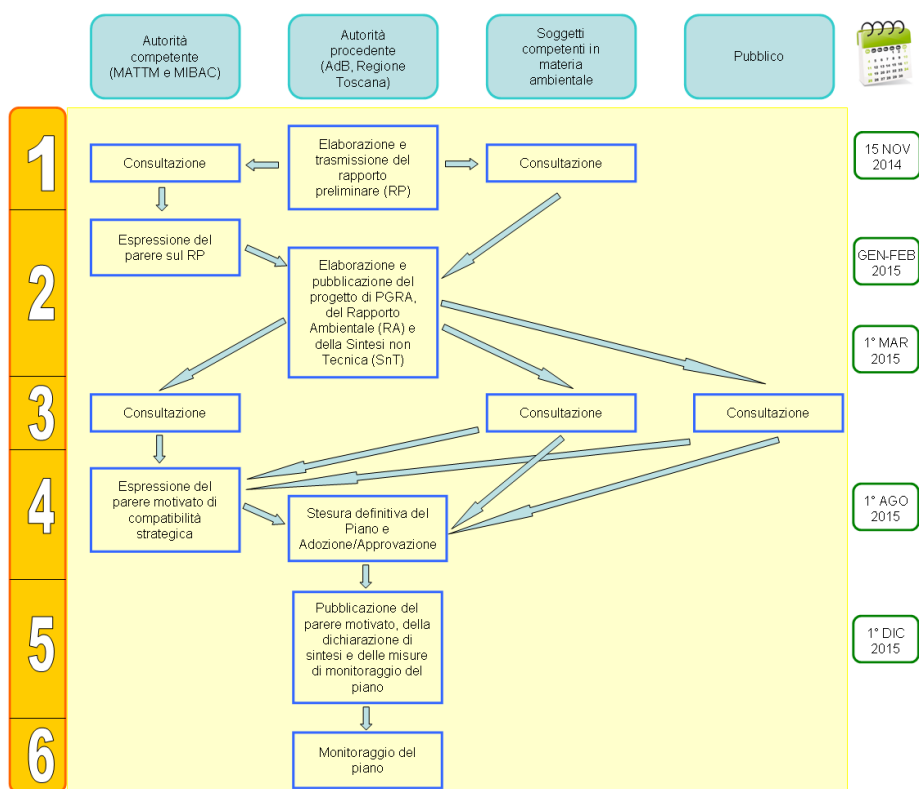 Autorità
competente
(MATTM e MIBAC)
Autorità
procedente
(AdB, Regione
Toscana)
Soggetti
competenti in
materia
ambientale
Pubblico
1
Consultazione
Elaborazione e
trasmissione del
rapporto
preliminare (RP)
Consultazione
15 NOV
2014
2
Espressione del
parere sul RP
Elaborazione e
pubblicazione del
progetto di PGRA,
del Rapporto
Ambientale (RA) e
della Sintesi non
Tecnica (SnT)
GEN-FEB
2015
1° MAR
2015
3
Consultazione
Consultazione
Consultazione
4
Espressione del
parere motivato di
compatibilità
strategica
Stesura definitiva del
Piano e
Adozione/Approvazione
1° AGO
2015
5
Pubblicazione del
parere motivato, della
dichiarazione di
sintesi e delle misure
di monitoraggio del
piano
1° DIC
2015
6
Monitoraggio del
piano